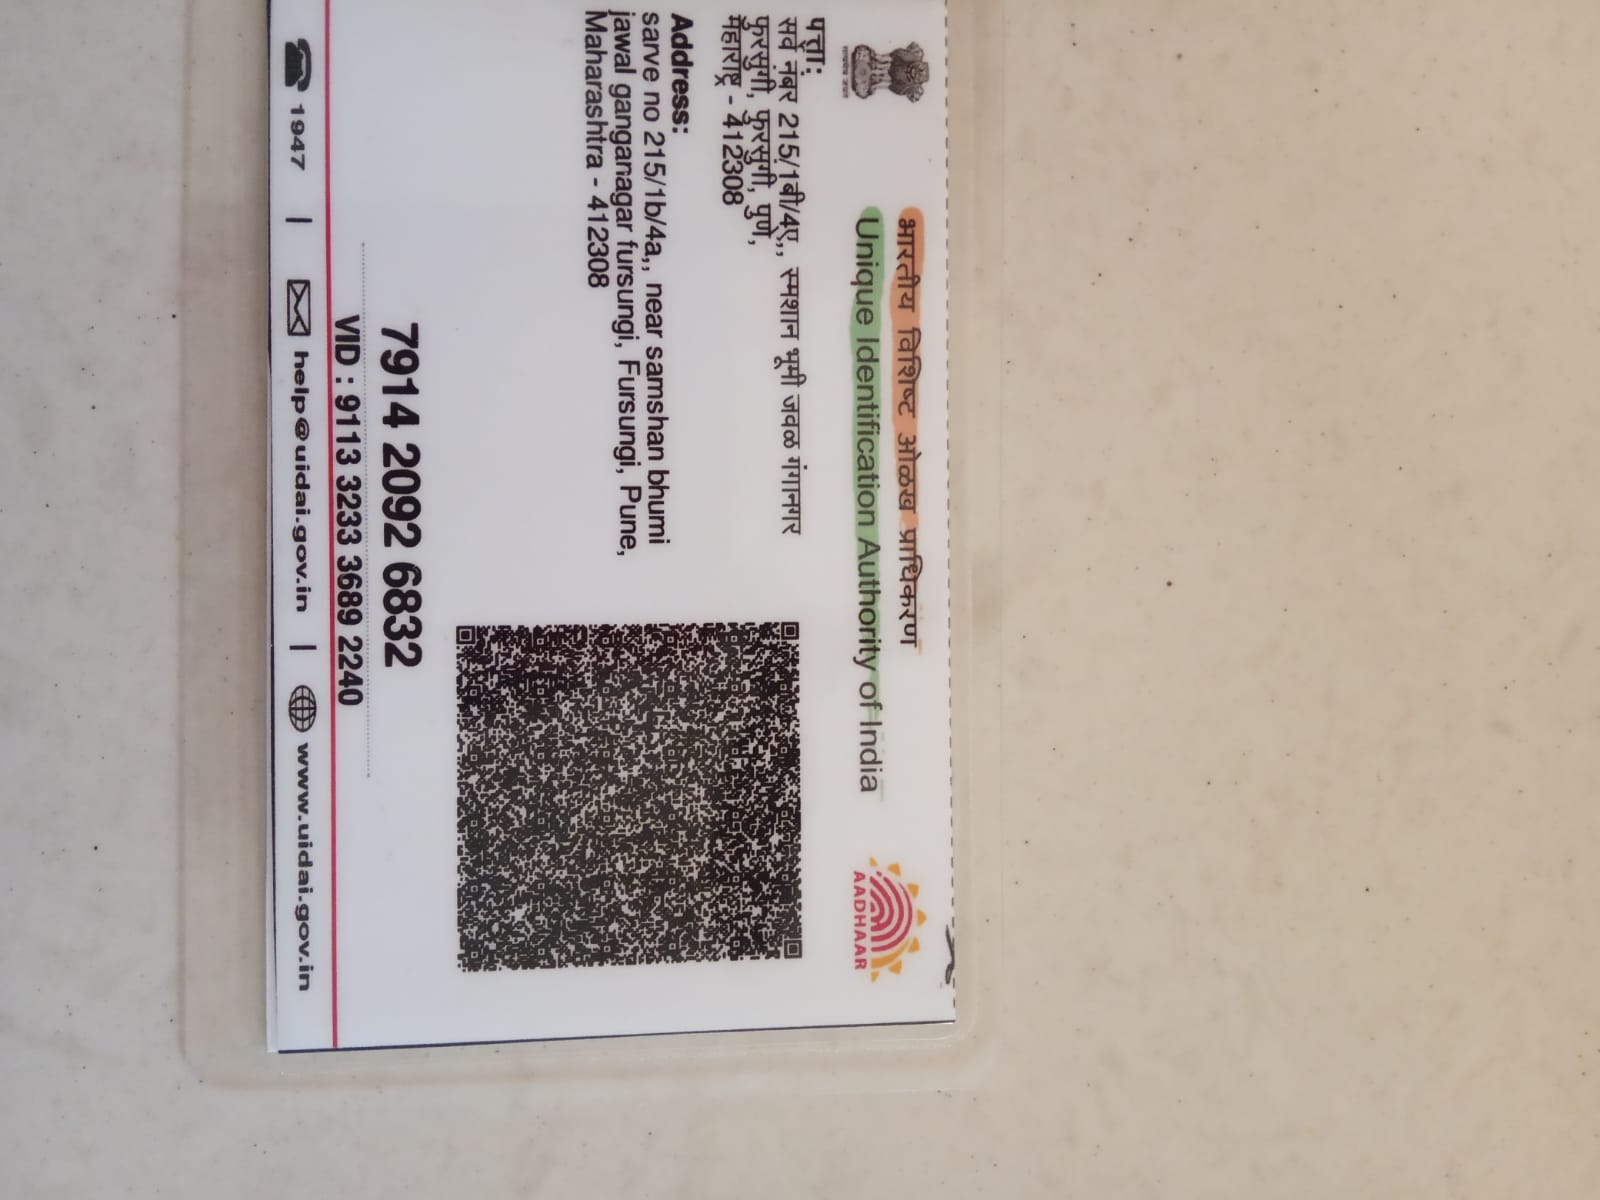 भारतीय विशिष्ट ओळख प्राधिकरण
Unique Identification Authority of India
AADHAAR
पत्ता:
सर्वे नंबर 215/1बी/4ए,, स्मशान भूमी जवळ गंगानगर
फुरसुंगी, फुरसुंगी, पुणे,
महाराष्ट्र - 412308
Address:
sarve no 215/1b/4a,, near samshan bhumi
jawal ganganagar fursungi, Fursungi, Pune,
Maharashtra - 412308
7914 2092 6832
VID : 9113 3233 3689 2240
1947 | help@uidai.gov.in | www.uidai.gov.in